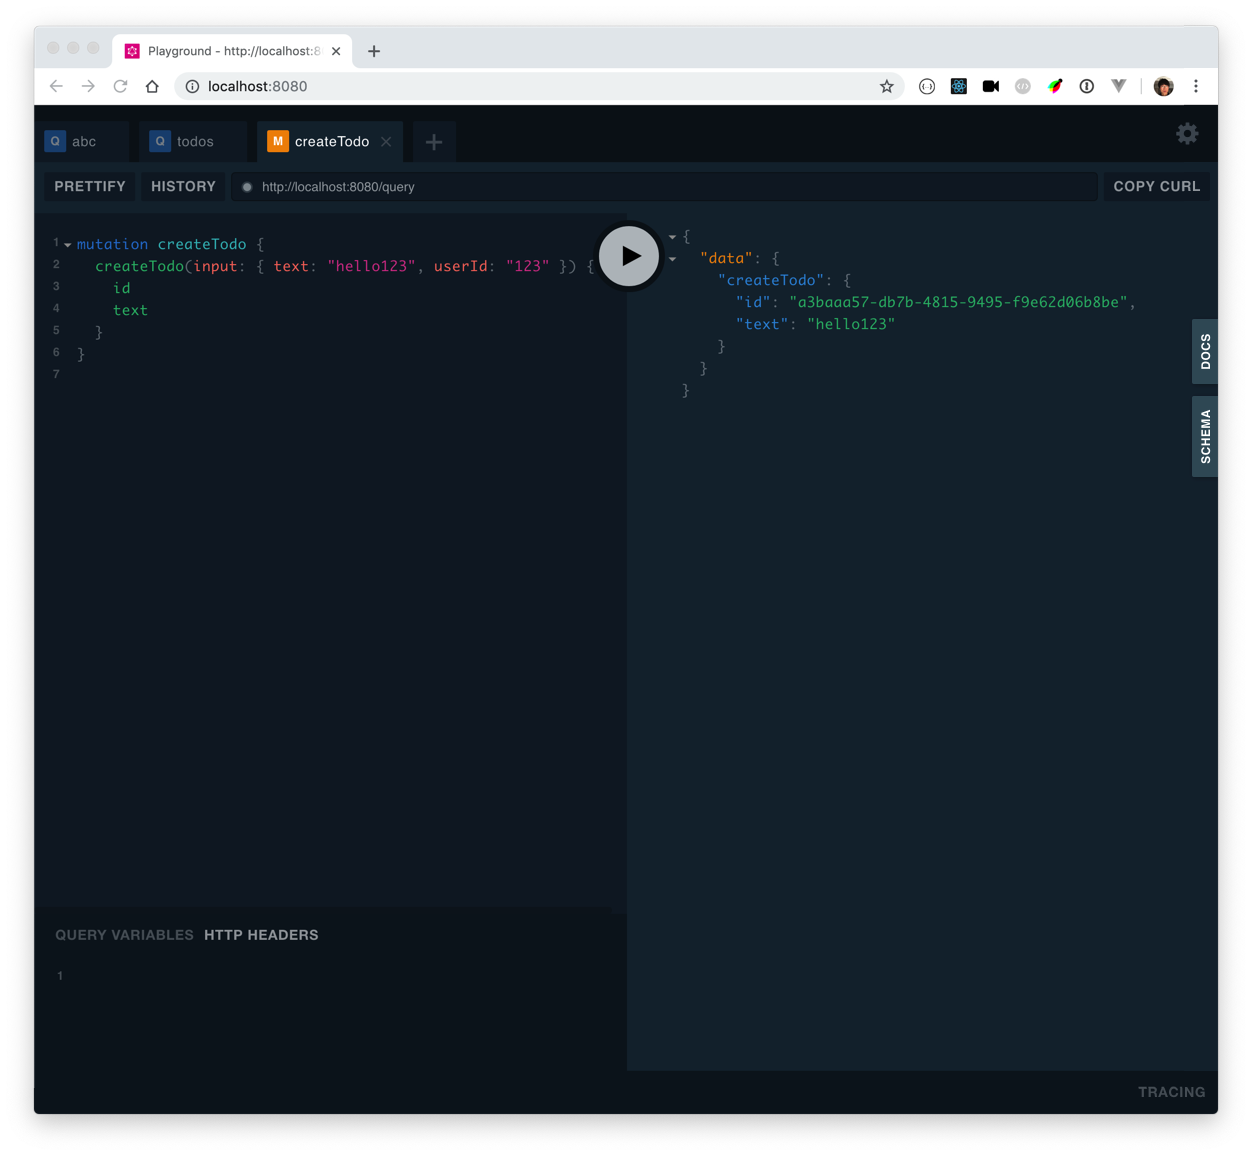 Playground - http://localhost:8
localhost:8080
Q abc
Q todos
M createTodo
PRETTIFY
HISTORY
http://localhost:8080/query
COPY CURL
1 mutation createTodo {
2 createTodo(input: { text: "hello123", userId: "123" }) {
3 id
4 text
5 }
6 }
7
{
"data": {
"createTodo": {
"id": "a3baaa57-db7b-4815-9495-f9e62d06b8be",
"text": "hello123"
}
}
}
DOCS
SCHEMA
QUERY VARIABLES HTTP HEADERS
1
TRACING